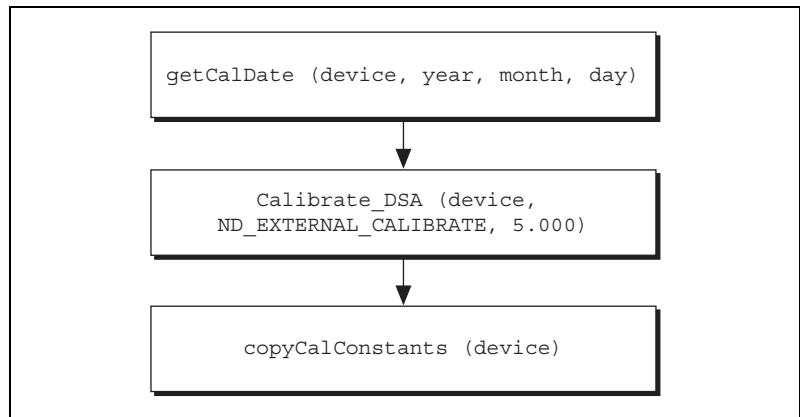 getCalDate (device, year, month, day)
Calibrate_DSA (device,
ND_EXTERNAL_CALIBRATE, 5.000)
copyCalConstants (device)